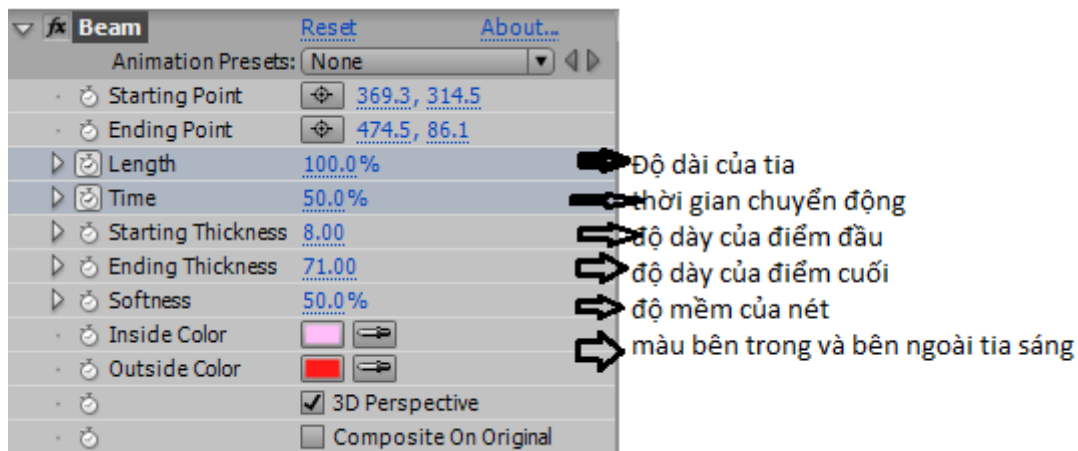 fx Beam Reset About...
Animation Presets: None
Starting Point 369.3, 314.5
Ending Point 474.5, 86.1
Length 100.0% Độ dài của tia
Time 50.0% thời gian chuyển động
Starting Thickness 8.00 độ dày của điểm đầu
Ending Thickness 71.00 độ dày của điểm cuối
Softness 50.0% độ mềm của nét
Inside Color màu bên trong và bên ngoài tia sáng
Outside Color
3D Perspective
Composite On Original